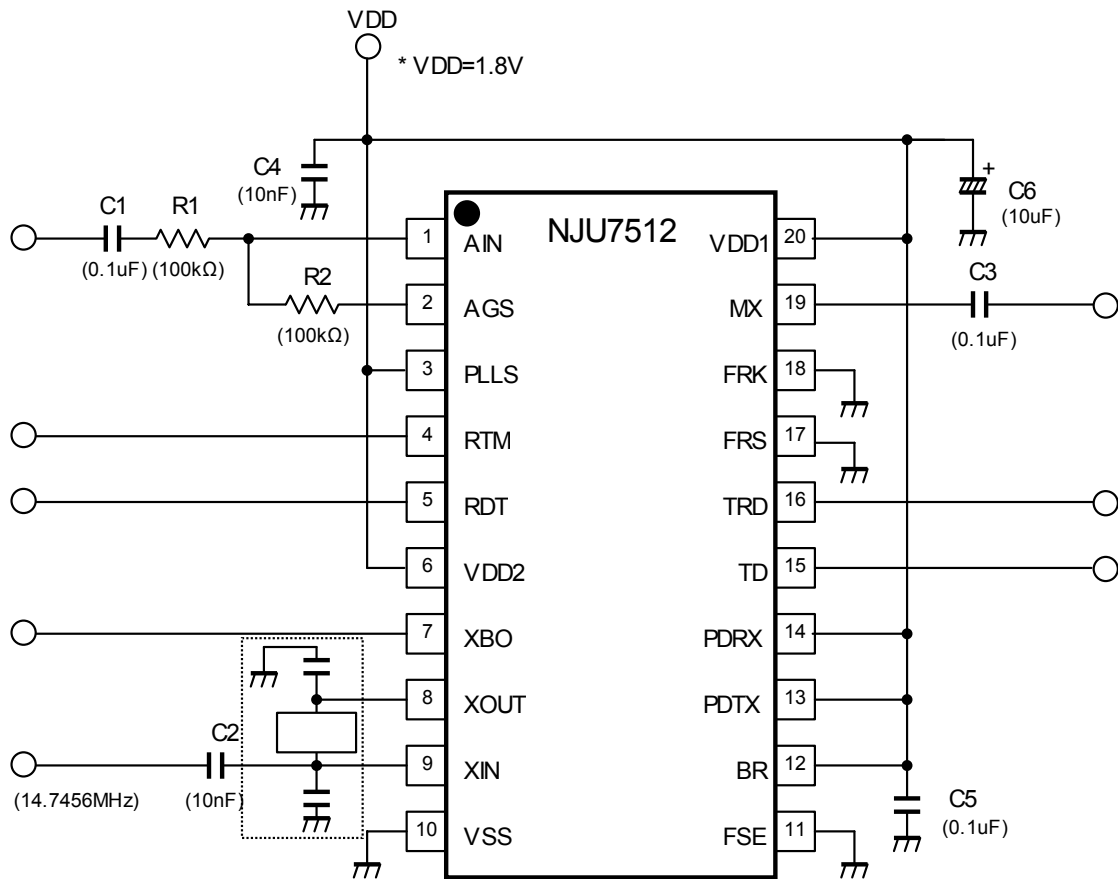 VDD
* VDD=1.8V
C4
(10nF)
C6
(10uF)
+
C1
(0.1uF)
R1
(100kΩ)
R2
(100kΩ)
NJU7512
1 AIN
2 AGS
3 PLLS
4 RTM
5 RDT
6 VDD2
7 XBO
8 XOUT
9 XIN
10 VSS
VDD1 20
MX 19
FRK 18
FRS 17
TRD 16
TD 15
PDRX 14
PDTX 13
BR 12
FSE 11
C3
(0.1uF)
C2
(10nF)
(14.7456MHz)
C5
(0.1uF)